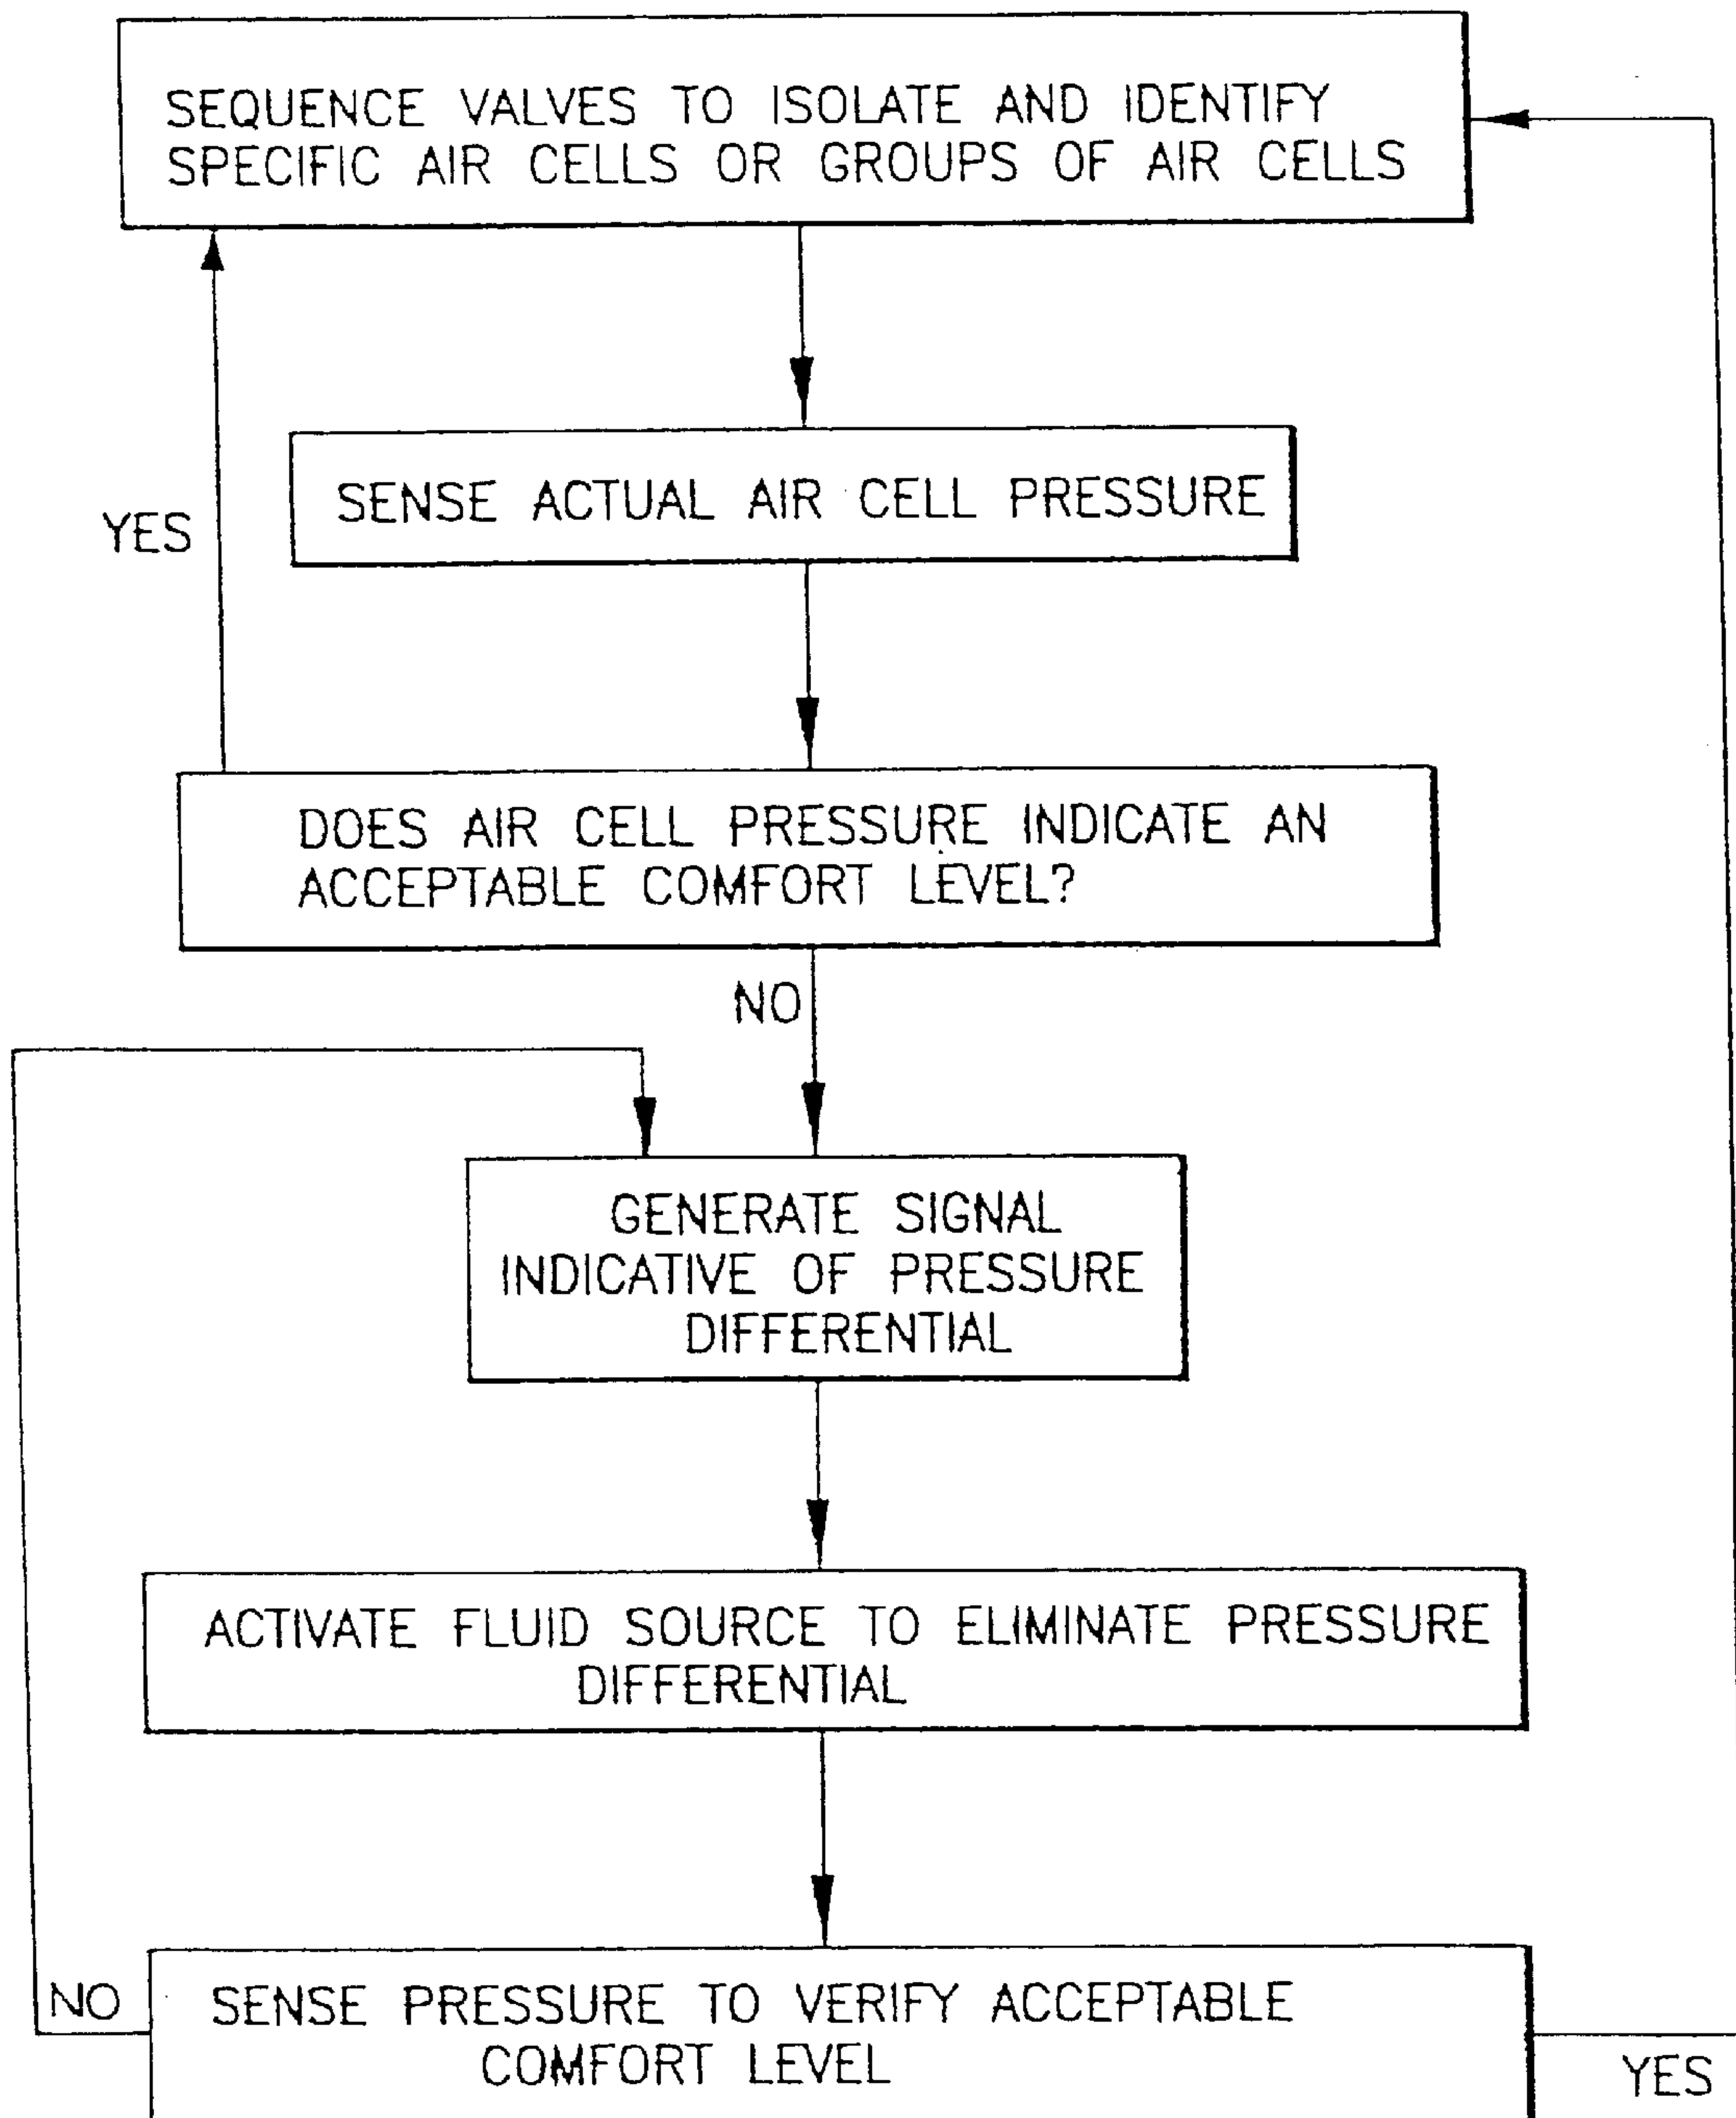 SEQUENCE VALVES TO ISOLATE AND IDENTIFY
SPECIFIC AIR CELLS OR GROUPS OF AIR CELLS
SENSE ACTUAL AIR CELL PRESSURE
YES
DOES AIR CELL PRESSURE INDICATE AN
ACCEPTABLE COMFORT LEVEL?
NO
GENERATE SIGNAL
INDICATIVE OF PRESSURE
DIFFERENTIAL
ACTIVATE FLUID SOURCE TO ELIMINATE PRESSURE
DIFFERENTIAL
NO
SENSE PRESSURE TO VERIFY ACCEPTABLE
COMFORT LEVEL
YES